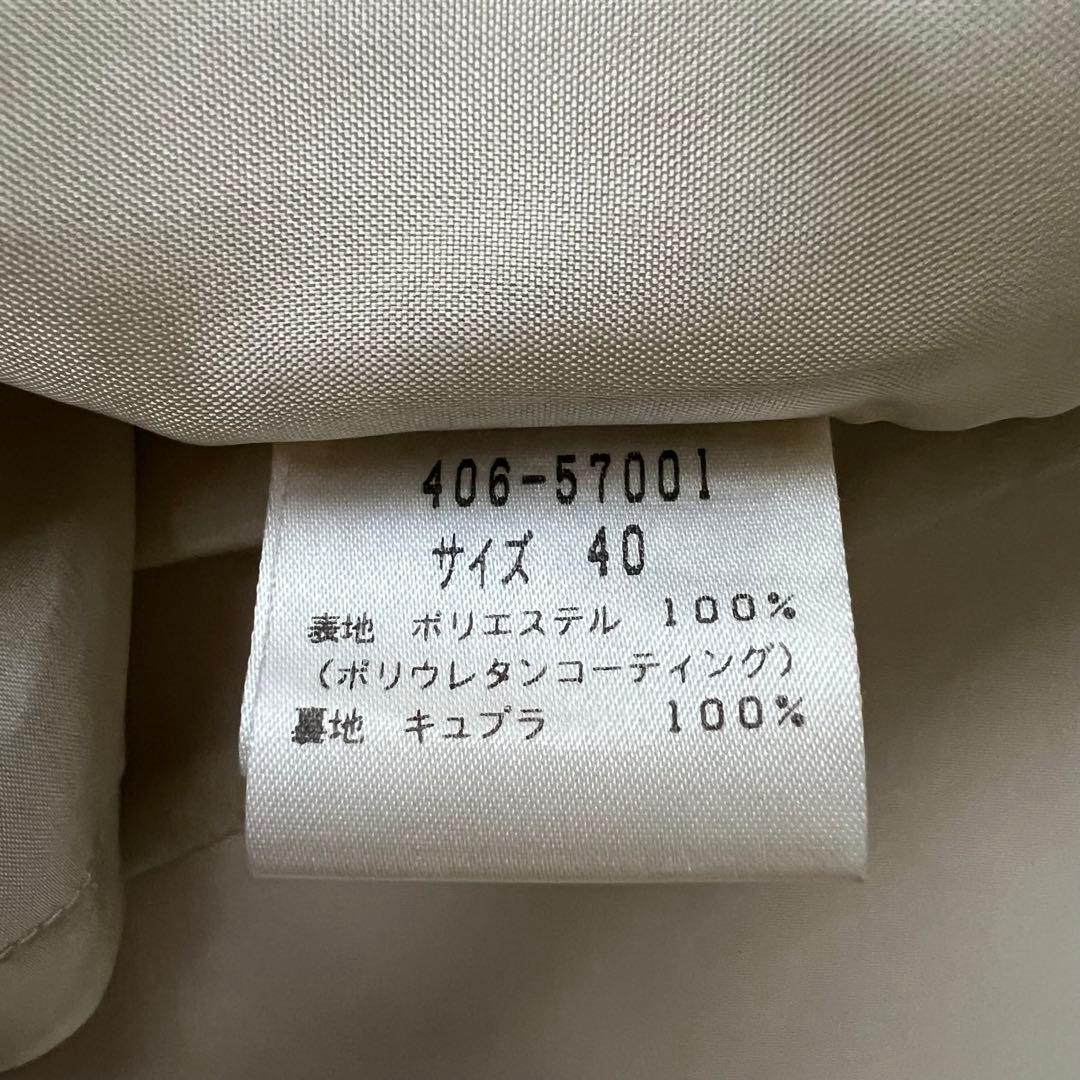 406-57001
サイズ 40
表地 ポリエステル 100%
(ポリウレタンコーティング)
裏地 キュプラ 100%